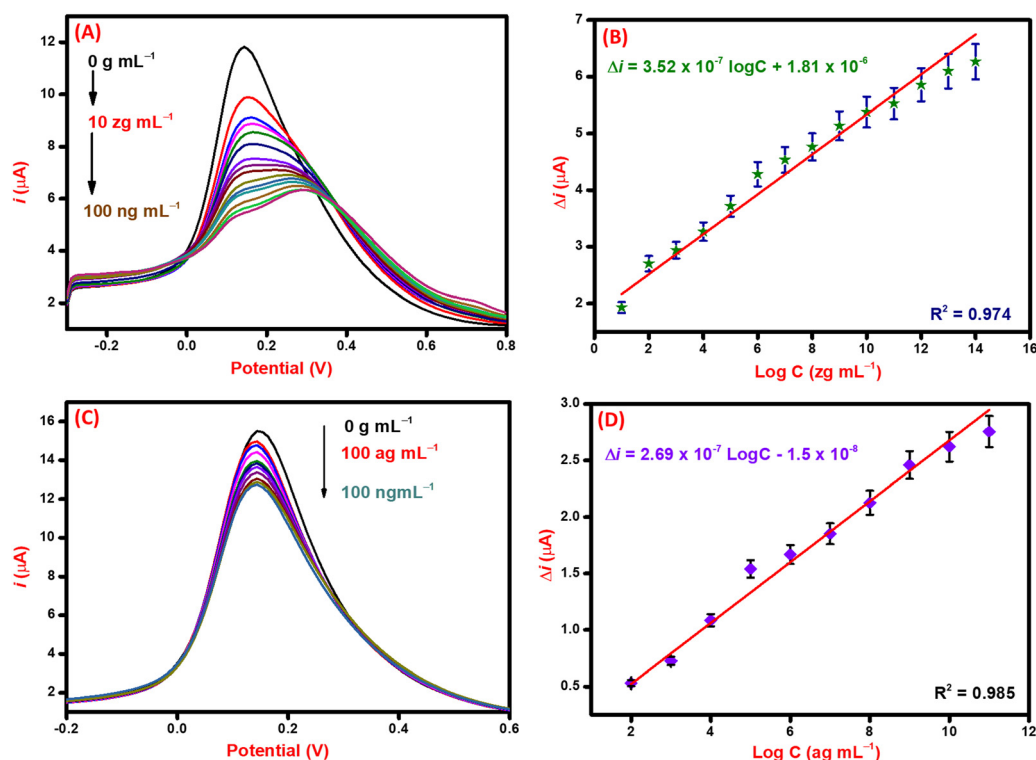 (A)
0 g mL⁻¹
10 zg mL⁻¹
100 ng mL⁻¹
12
10
8
6
4
2
-0.2
0.0
0.2
0.4
0.6
0.8
i (μA)
Potential (V)
(B)
Δi = 3.52 x 10⁻⁷ logC + 1.81 x 10⁻⁶
R² = 0.974
7
6
5
4
3
2
0
2
4
6
8
10
12
14
16
Δi (μA)
Log C (zg mL⁻¹)
(C)
0 g mL⁻¹
100 ag mL⁻¹
100 ngmL⁻¹
16
14
12
10
8
6
4
2
-0.2
0.0
0.2
0.4
0.6
i (μA)
Potential (V)
(D)
Δi = 2.69 x 10⁻⁷ LogC - 1.5 x 10⁻⁸
R² = 0.985
3.0
2.5
2.0
1.5
1.0
0.5
2
4
6
8
10
12
Δi (μA)
Log C (ag mL⁻¹)